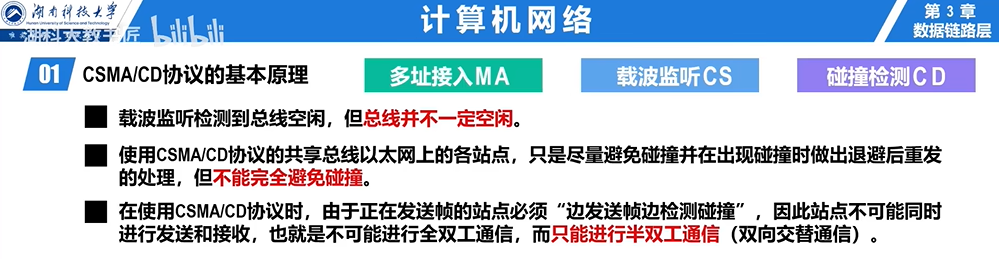 湖南科技大学
Hunan University of Science and Technology
计算机网络
第 3 章
数据链路层
湖科大教书匠 bilibili
01 CSMA/CD协议的基本原理 多址接入MA 载波监听CS 碰撞检测CD
载波监听检测到总线空闲，但总线并不一定空闲。
使用CSMA/CD协议的共享总线以太网上的各站点，只是尽量避免碰撞并在出现碰撞时做出退避后重发
的处理，但不能完全避免碰撞。
在使用CSMA/CD协议时，由于正在发送帧的站点必须“边发送帧边检测碰撞”，因此站点不可能同时
进行发送和接收，也就是不可能进行全双工通信，而只能进行半双工通信（双向交替通信）。